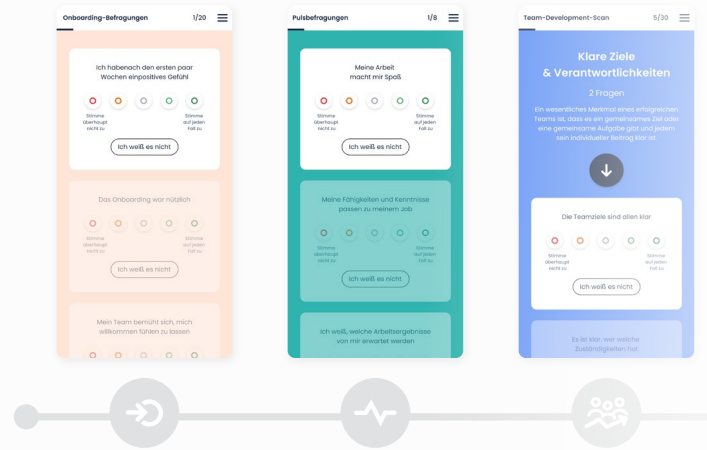 Onboarding-Befragungen 1/20
Ich habenach den ersten paar
Wochen einpositives Gefühl
Stimme
überhaupt
nicht zu
Stimme
auf jeden
Fall zu
Ich weiß es nicht
Das Onboarding war nützlich
Stimme
überhaupt
nicht zu
Stimme
auf jeden
Fall zu
Ich weiß es nicht
Mein Team bemüht sich, mich
willkommen fühlen zu lassen
Pulsbefragungen 1/8
Meine Arbeit
macht mir Spaß
Stimme
überhaupt
nicht zu
Stimme
auf jeden
Fall zu
Ich weiß es nicht
Meine Fähigkeiten und Kenntnisse
passen zu meinem Job
Stimme
überhaupt
nicht zu
Stimme
auf jeden
Fall zu
Ich weiß es nicht
Ich weiß, welche Arbeitsergebnisse
von mir erwartet werden
Team-Development-Scan 5/30
Klare Ziele
& Verantwortlichkeiten
2 Fragen
Ein wesentliches Merkmal eines erfolgreichen
Teams ist, dass es ein gemeinsames Ziel oder
eine gemeinsame Aufgabe gibt und jedem
sein individueller Beitrag klar ist
Die Teamziele sind allen klar
Stimme
überhaupt
nicht zu
Stimme
auf jeden
Fall zu
Ich weiß es nicht
Es ist klar, wer welche
Zuständigkeiten hat